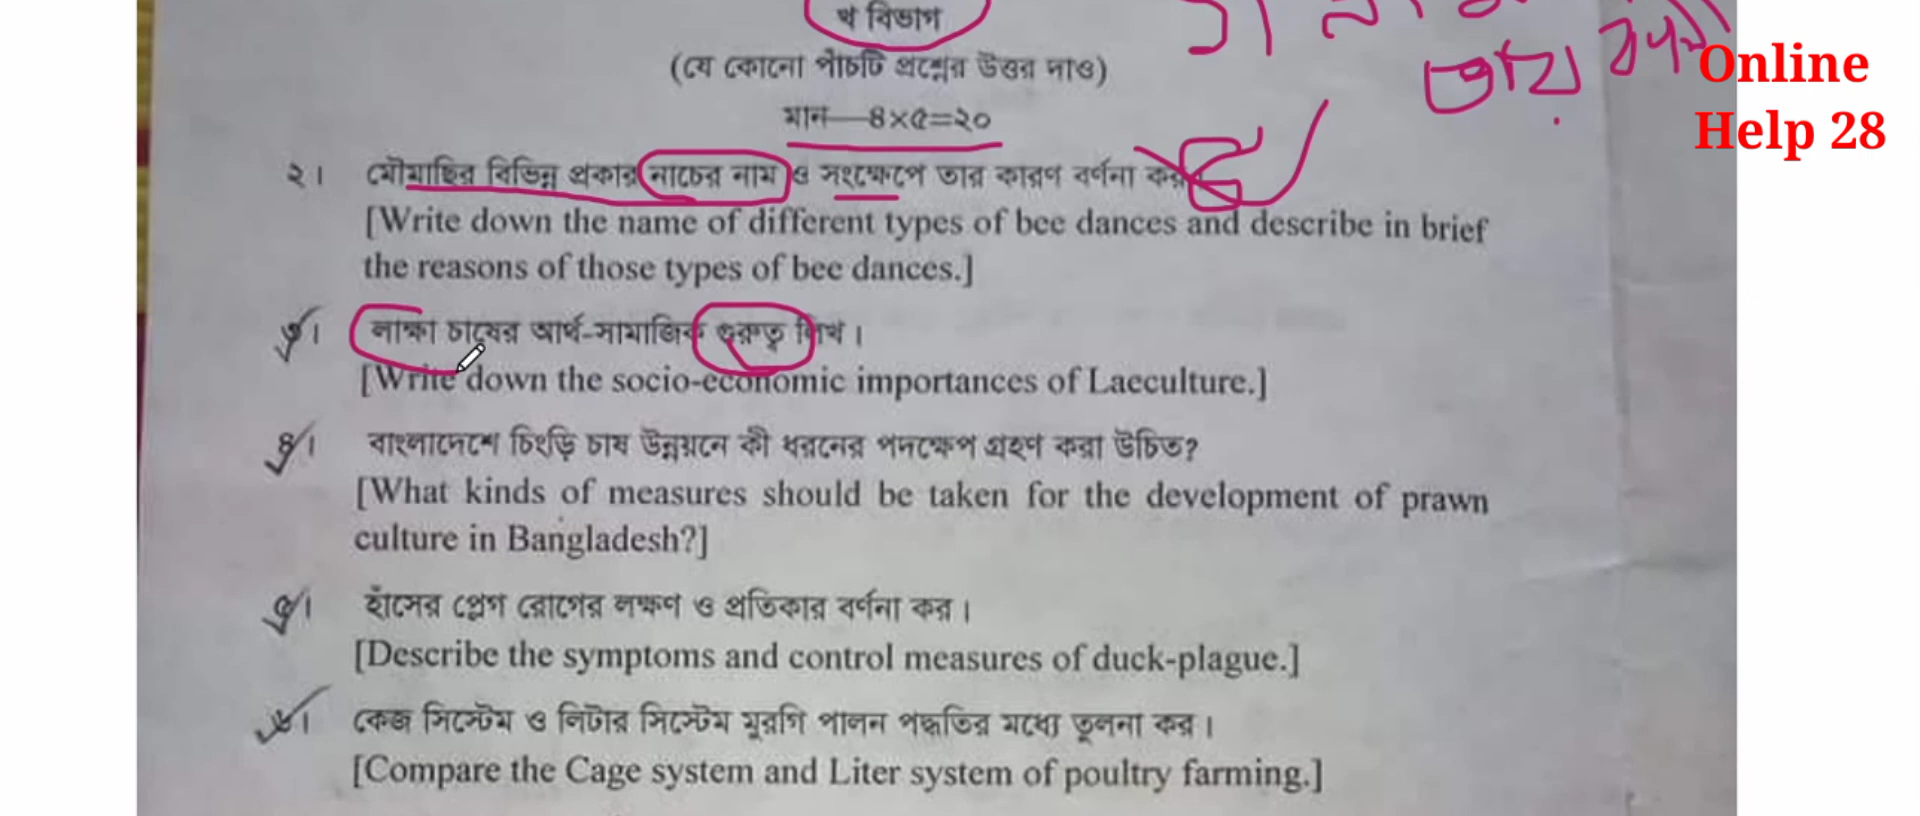 খ বিভাগ
(যে কোনো পাঁচটি প্রশ্নের উত্তর দাও)
মান—৪×৫=২০
Online
Help 28
২। মৌমাছির বিভিন্ন প্রকার নাচের নাম ও সংক্ষেপে তার কারণ বর্ণনা কর
[Write down the name of different types of bee dances and describe in brief
the reasons of those types of bee dances.]
৩। লাক্ষা চাষের আর্থ-সামাজিক গুরুত্ব লিখ।
[Write down the socio-economic importances of Laeculture.]
৪। বাংলাদেশে চিংড়ি চাষ উন্নয়নে কী ধরনের পদক্ষেপ গ্রহণ করা উচিত?
[What kinds of measures should be taken for the development of prawn
culture in Bangladesh?]
৫। হাঁসের প্লেগ রোগের লক্ষণ ও প্রতিকার বর্ণনা কর।
[Describe the symptoms and control measures of duck-plague.]
৬। কেজ সিস্টেম ও লিটার সিস্টেম মুরগি পালন পদ্ধতির মধ্যে তুলনা কর।
[Compare the Cage system and Liter system of poultry farming.]